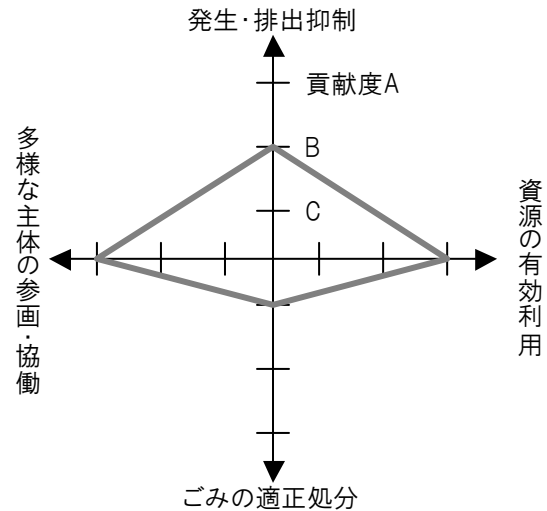 発生･排出抑制
貢献度A
B
C
多様な主体の参画･協働
資源の有効利用
ごみの適正処分